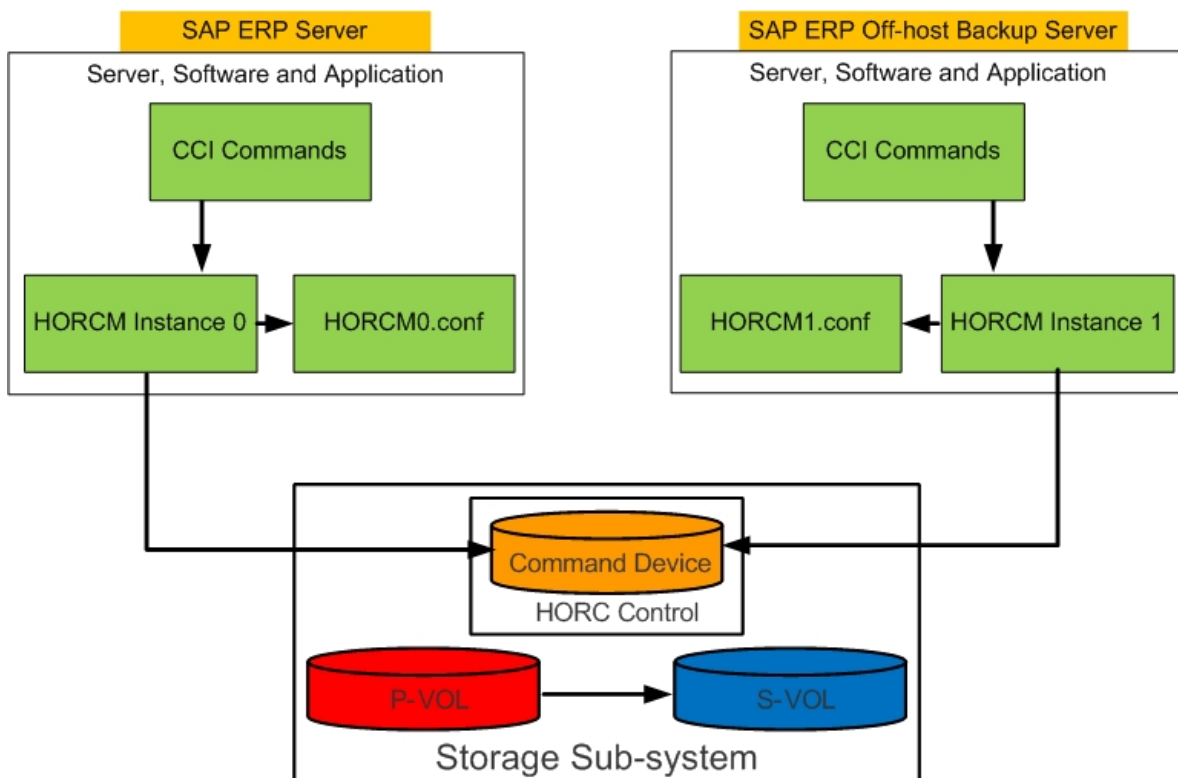 SAP ERP Server
Server, Software and Application
CCI Commands
HORCM Instance 0
HORCM0.conf
SAP ERP Off-host Backup Server
Server, Software and Application
CCI Commands
HORCM1.conf
HORCM Instance 1
Command Device
HORC Control
P-VOL
S-VOL
Storage Sub-system